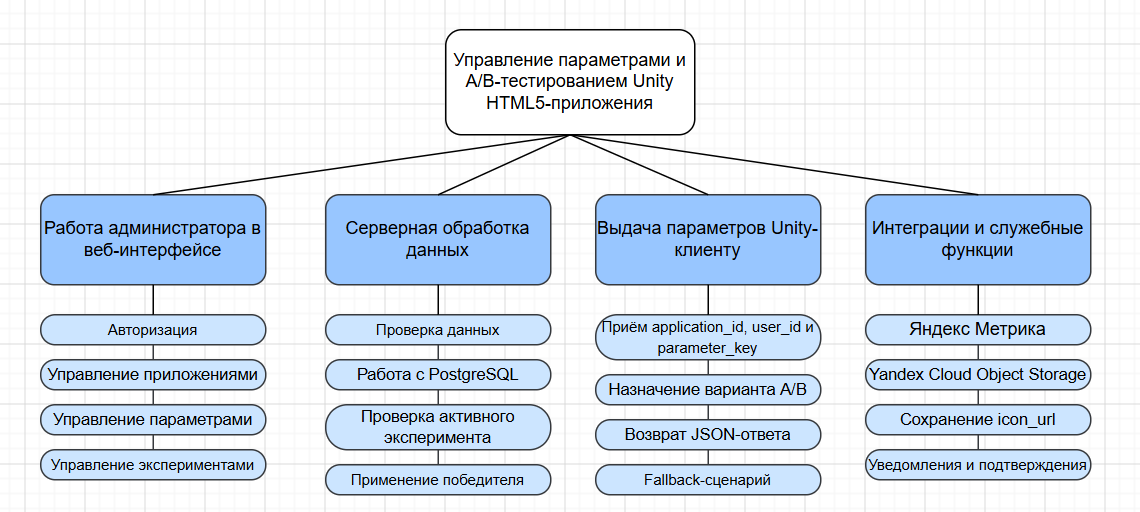 Управление параметрами и
A/B-тестированием Unity
HTML5-приложения
Работа администратора в
веб-интерфейсе
Авторизация
Управление приложениями
Управление параметрами
Управление экспериментами
Серверная обработка
данных
Проверка данных
Работа с PostgreSQL
Проверка активного
эксперимента
Применение победителя
Выдача параметров Unity-
клиенту
Приём application_id, user_id и
parameter_key
Назначение варианта A/B
Возврат JSON-ответа
Fallback-сценарий
Интеграции и служебные
функции
Яндекс Метрика
Yandex Cloud Object Storage
Сохранение icon_url
Уведомления и подтверждения